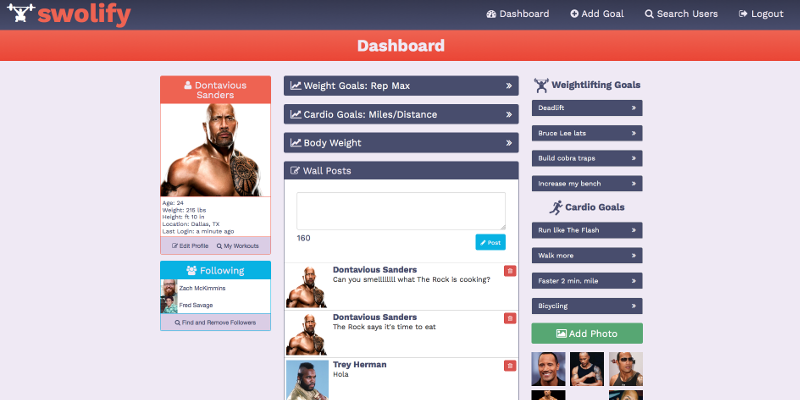 swolify
Dashboard
Add Goal
Search Users
Logout
Dashboard
Dontavious
Sanders
Age: 24
Weight: 215 lbs
Height: ft 10 in
Location: Dallas, TX
Last Login: a minute ago
Edit Profile
My Workouts
Following
Zach McKimmins
Fred Savage
Find and Remove Followers
Weight Goals: Rep Max
Cardio Goals: Miles/Distance
Body Weight
Wall Posts
160
Post
Dontavious Sanders
Can you smellllllll what The Rock is cooking?
Dontavious Sanders
The Rock says it's time to eat
Trey Herman
Hola
Weightlifting Goals
Deadlift
Bruce Lee lats
Build cobra traps
Increase my bench
Cardio Goals
Run like The Flash
Walk more
Faster 2 min. mile
Bicycling
Add Photo